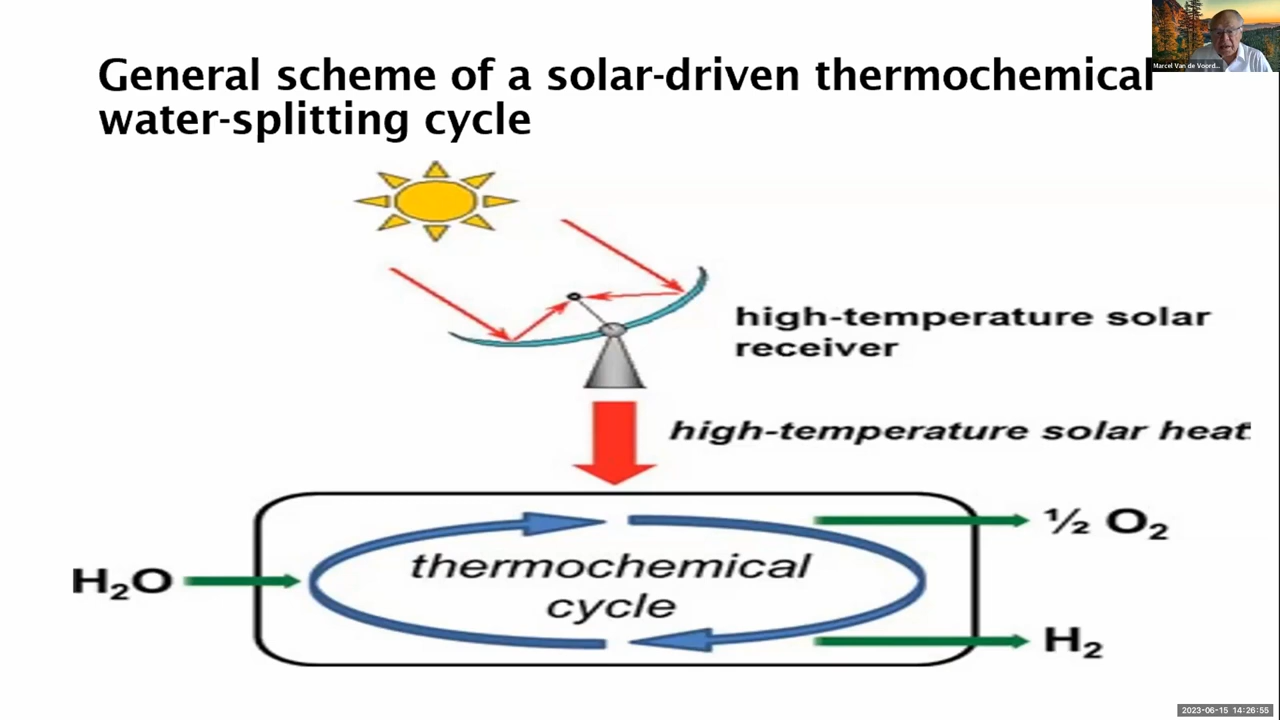 General scheme of a solar-driven thermochemical
water-splitting cycle
Marcel Van de Voord...
high-temperature solar
receiver
high-temperature solar heat
½ O₂
thermochemical
H₂O
cycle
H₂
2023-06-15 14:26:55